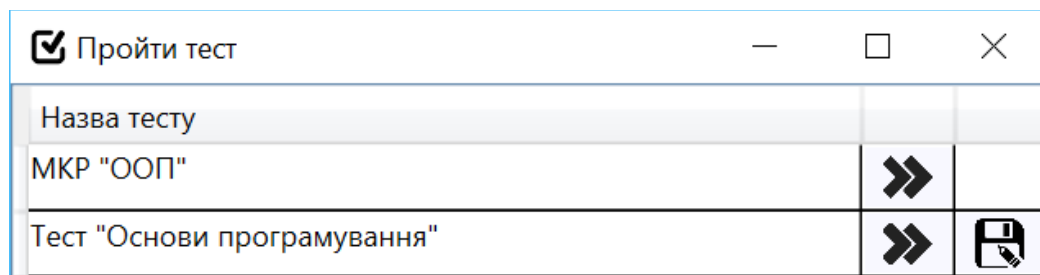 Пройти тест
Назва тесту
МКР "ООП"
Тест "Основи програмування"